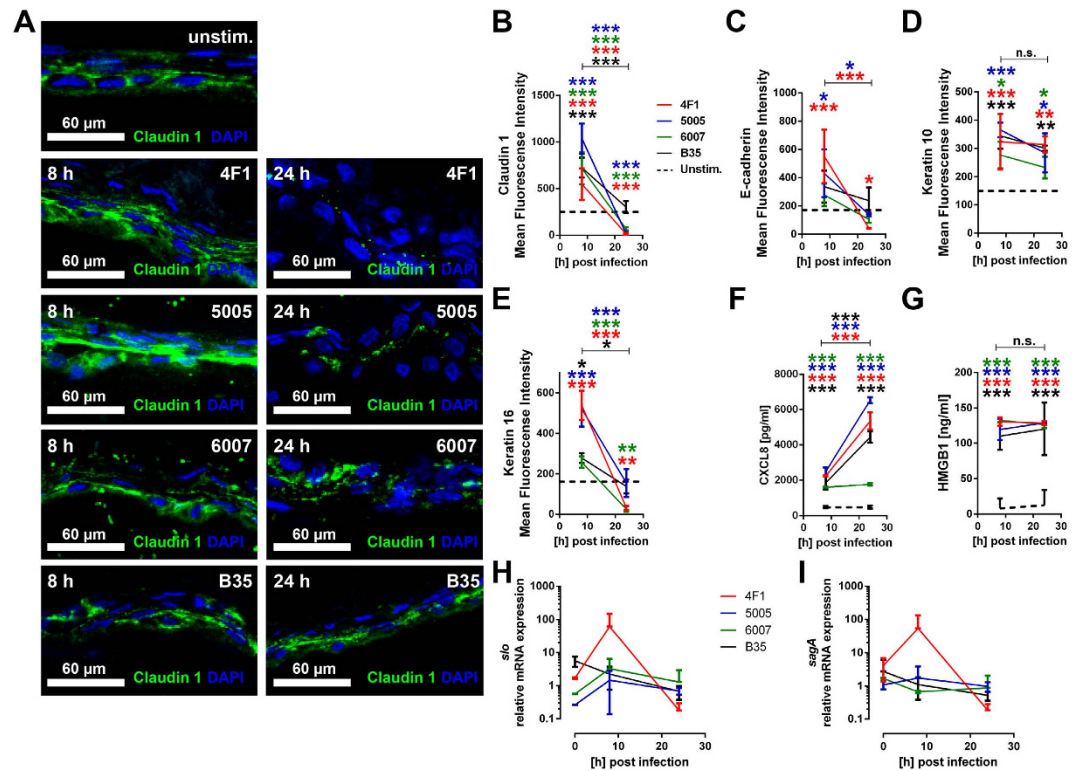 A
unstim.
60 µm
Claudin 1 DAPI
8 h
4F1
60 µm
Claudin 1 DAPI
24 h
4F1
60 µm
Claudin 1 DAPI
8 h
5005
60 µm
Claudin 1 DAPI
24 h
5005
60 µm
Claudin 1 DAPI
8 h
6007
60 µm
Claudin 1 DAPI
24 h
6007
60 µm
Claudin 1 DAPI
8 h
B35
60 µm
Claudin 1 DAPI
24 h
B35
60 µm
Claudin 1 DAPI
B
***
***
***
***
***
***
***
***
***
***
***
Claudin 1
Mean Fluorescense Intensity
1500
1000
500
250
0
0 10 20 30
[h] post infection
4F1
5005
6007
B35
Unstim.
C
*
***
*
***
*
E-cadherin
Mean Fluorescense Intensity
1000
800
600
400
200
0
0 10 20 30
[h] post infection
D
n.s.
***
*
***
***
*
*
**
**
Keratin 10
Mean Fluorescense Intensity
500
400
300
200
100
0
0 10 20 30
[h] post infection
E
***
***
***
*
*
***
***
**
**
Keratin 16
Mean Fluorescense Intensity
600
400
200
0
0 10 20 30
[h] post infection
F
***
***
***
***
***
***
***
***
***
***
***
CXCL8 [pg/ml]
8000
6000
4000
2000
0
0 10 20 30
[h] post infection
G
n.s.
***
***
***
***
***
***
***
***
HMGB1 [ng/ml]
200
150
100
50
0
0 10 20 30
[h] post infection
H
slo
relative mRNA expression
1000
100
10
1
0.1
0 10 20 30
[h] post infection
4F1
5005
6007
B35
I
sagA
relative mRNA expression
1000
100
10
1
0.1
0 10 20 30
[h] post infection